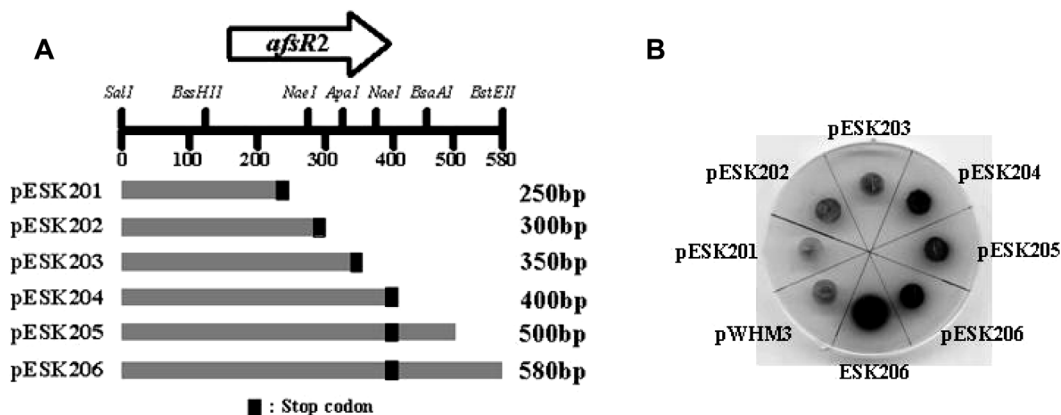 A
afsR2
SalI BssHII NaeI ApaI NaeI BsaAI BstEII
0 100 200 300 400 500 580
pESK201 250bp
pESK202 300bp
pESK203 350bp
pESK204 400bp
pESK205 500bp
pESK206 580bp
: Stop codon
B
pESK203
pESK202
pESK204
pESK201
pESK205
pWHM3
pESK206
ESK206